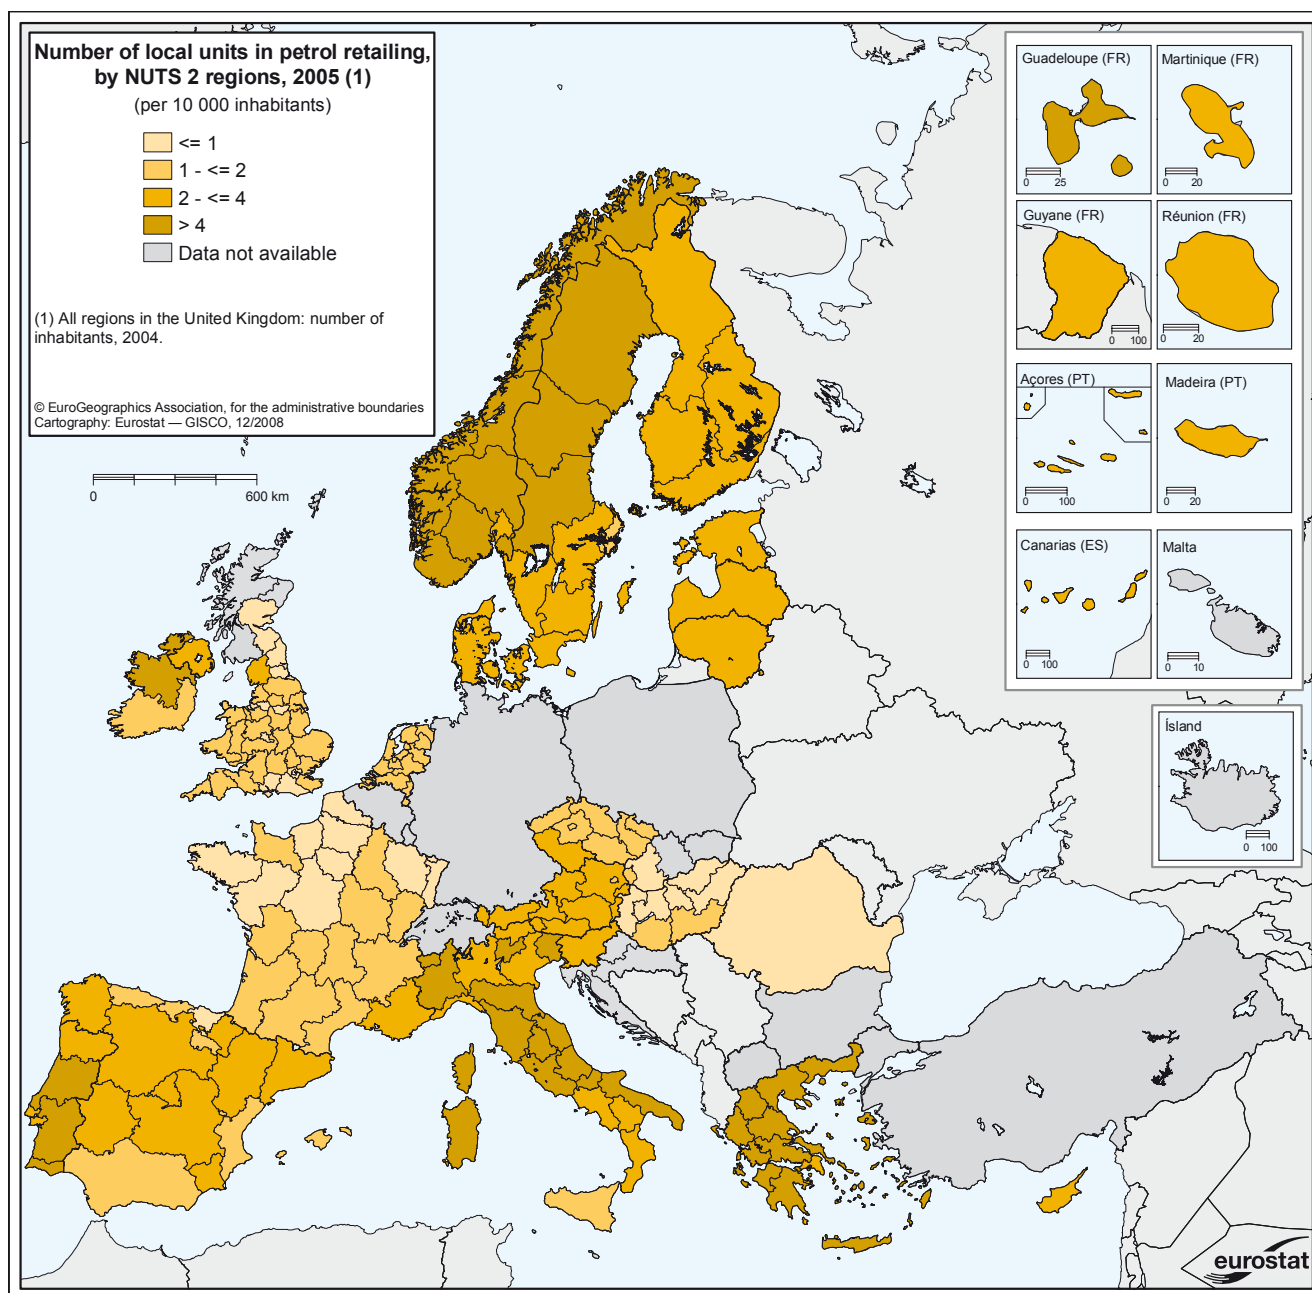 Number of local units in petrol retailing,
by NUTS 2 regions, 2005 (1)
(per 10 000 inhabitants)
<= 1
1 - <= 2
2 - <= 4
> 4
Data not available
(1) All regions in the United Kingdom: number of
inhabitants, 2004.
© EuroGeographics Association, for the administrative boundaries
Cartography: Eurostat — GISCO, 12/2008
0 600 km
Guadeloupe (FR)
0 25
Martinique (FR)
0 20
Guyane (FR)
0 100
Réunion (FR)
0 20
Açores (PT)
0 100
Madeira (PT)
0 20
Canarias (ES)
0 100
Malta
0 10
Ísland
0 100
eurostat